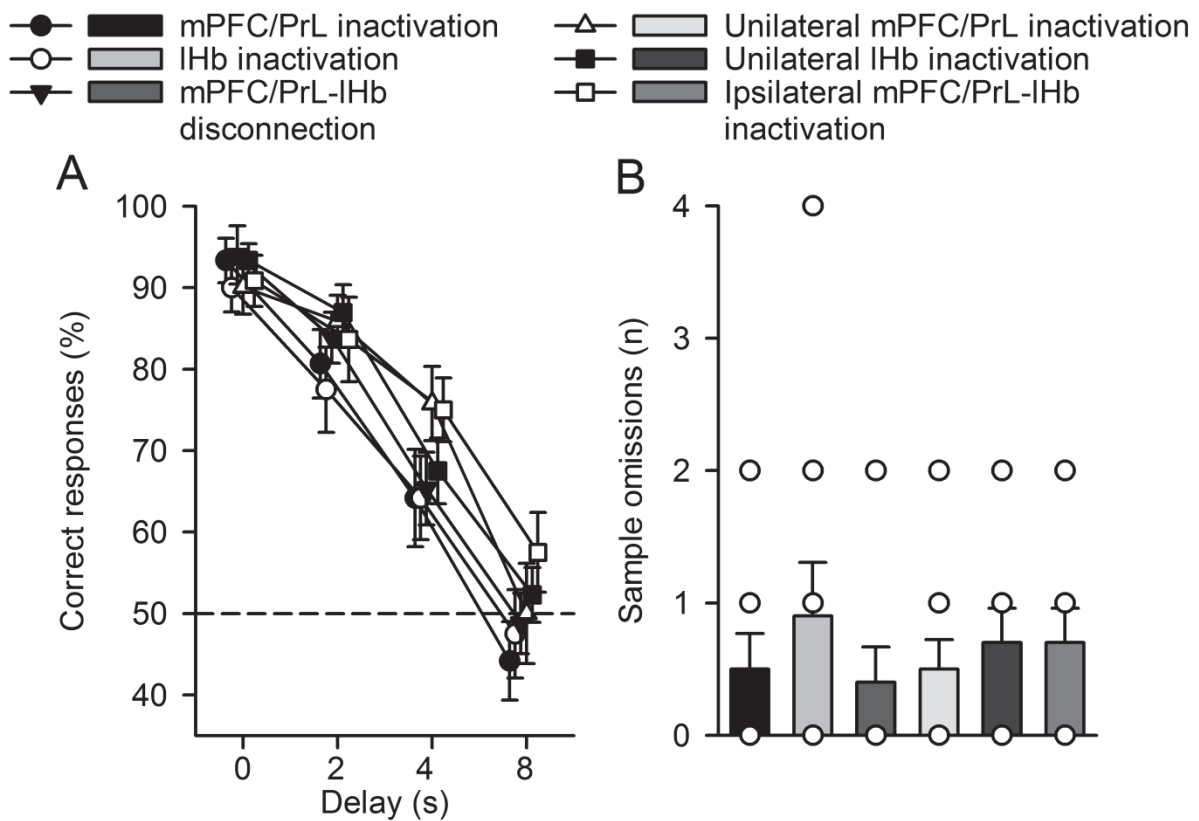 mPFC/PrL inactivation
lHb inactivation
mPFC/PrL-lHb
disconnection
Unilateral mPFC/PrL inactivation
Unilateral lHb inactivation
Ipsilateral mPFC/PrL-lHb
inactivation
A
100
90
80
70
60
50
40
Correct responses (%)
0 2 4 8
Delay (s)
B
4
3
2
1
0
Sample omissions (n)